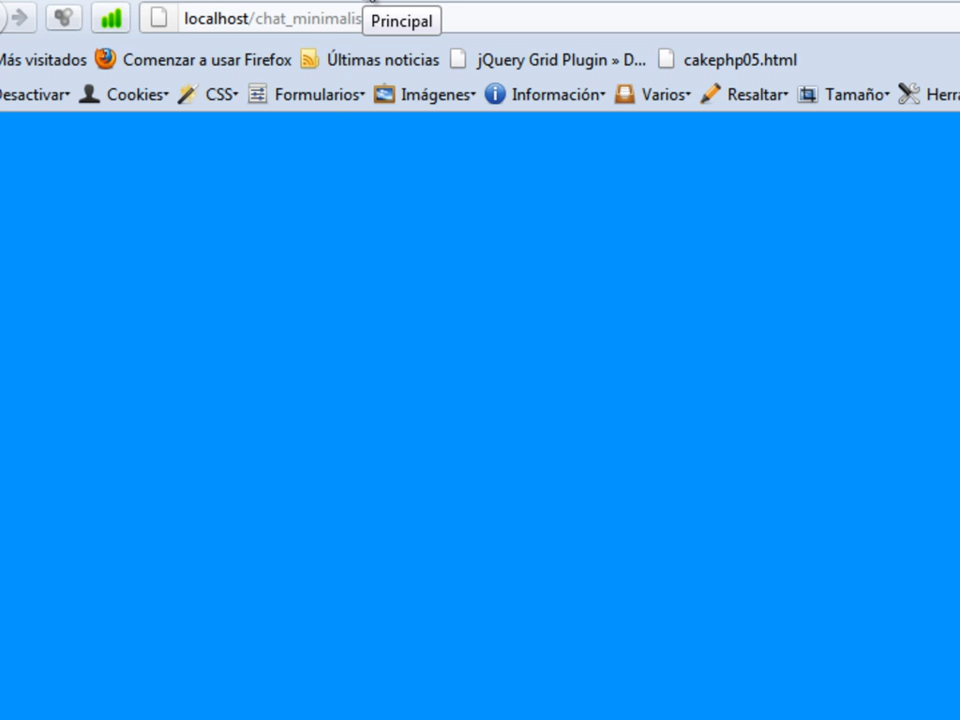 localhost/chat_minimalis
Principal
Más visitados Comenzar a usar Firefox Últimas noticias jQuery Grid Plugin » D... cakephp05.html
Desactivar Cookies CSS Formularios Imágenes Información Varios Resaltar Tamaño Herra